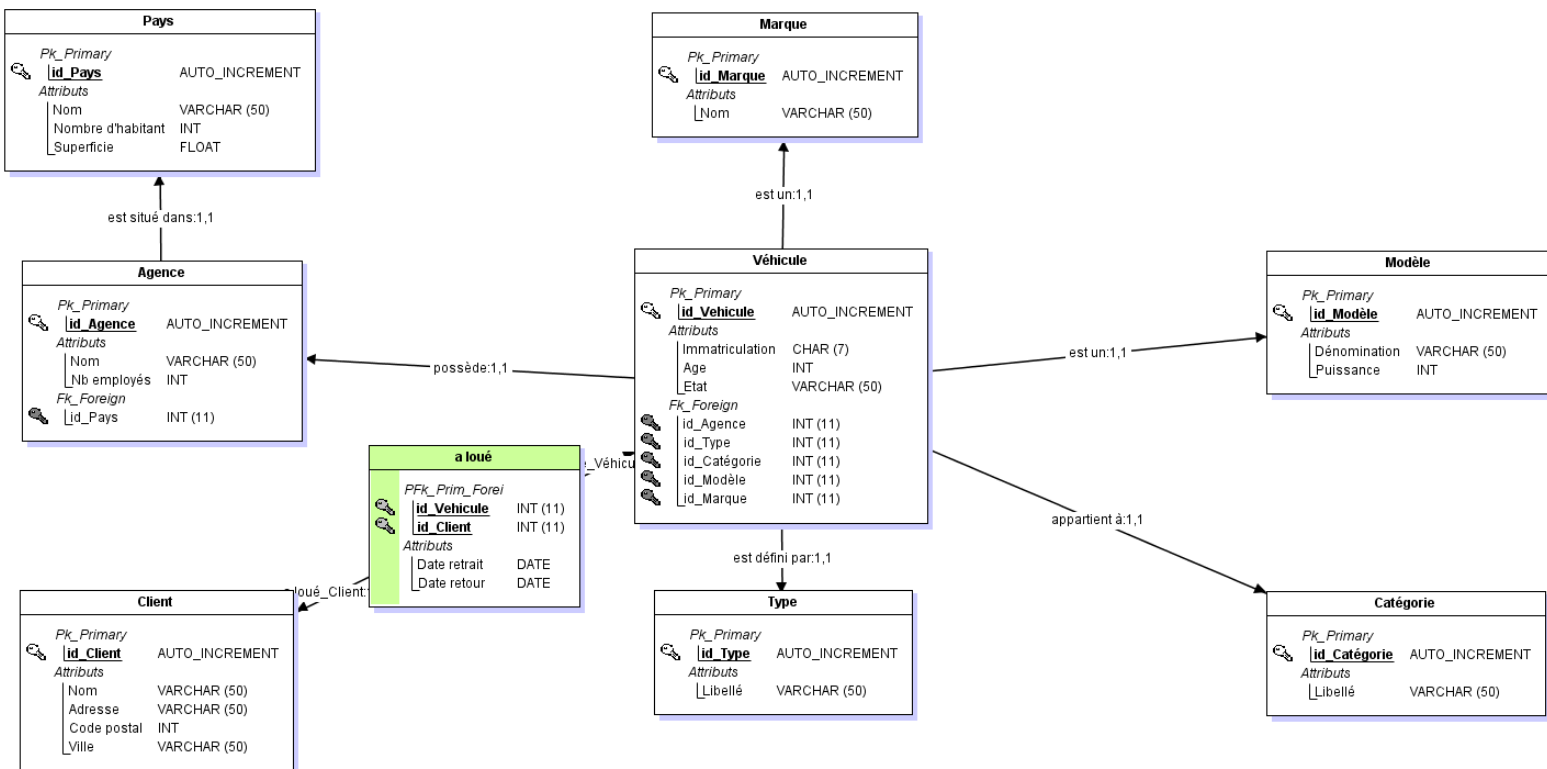 Pays
Pk_Primary
id_Pays AUTO_INCREMENT
Attributs
Nom VARCHAR (50)
Nombre d'habitant INT
Superficie FLOAT
Marque
Pk_Primary
id_Marque AUTO_INCREMENT
Attributs
Nom VARCHAR (50)
est situé dans:1,1
est un:1,1
Agence
Pk_Primary
id_Agence AUTO_INCREMENT
Attributs
Nom VARCHAR (50)
Nb employés INT
Fk_Foreign
id_Pays INT (11)
possède:1,1
Véhicule
Pk_Primary
id_Vehicule AUTO_INCREMENT
Attributs
Immatriculation CHAR (7)
Age INT
Etat VARCHAR (50)
Fk_Foreign
id_Agence INT (11)
id_Type INT (11)
id_Catégorie INT (11)
id_Modèle INT (11)
id_Marque INT (11)
est un:1,1
Modèle
Pk_Primary
id_Modèle AUTO_INCREMENT
Attributs
Dénomination VARCHAR (50)
Puissance INT
a loué
PFk_Prim_Forei
id_Vehicule INT (11)
id_Client INT (11)
Attributs
Date retrait DATE
Date retour DATE
e_Véhicu
loué_Client:
est défini par:1,1
appartient à:1,1
Client
Pk_Primary
id_Client AUTO_INCREMENT
Attributs
Nom VARCHAR (50)
Adresse VARCHAR (50)
Code postal INT
Ville VARCHAR (50)
Type
Pk_Primary
id_Type AUTO_INCREMENT
Attributs
Libellé VARCHAR (50)
Catégorie
Pk_Primary
id_Catégorie AUTO_INCREMENT
Attributs
Libellé VARCHAR (50)